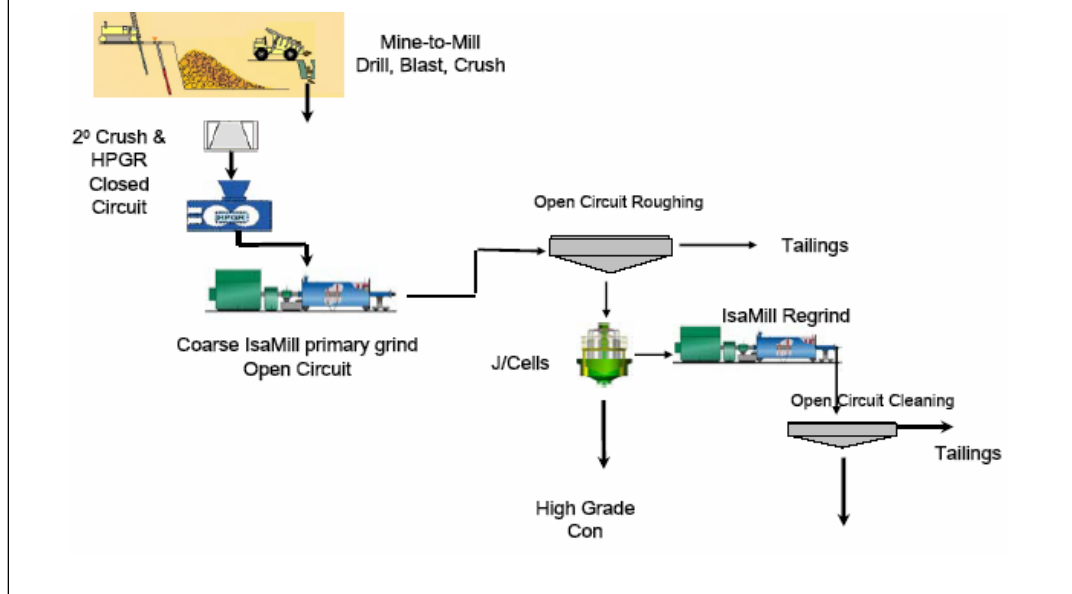 Mine-to-Mill
Drill, Blast, Crush
2º Crush &
HPGR
Closed
Circuit
HPGR
Coarse IsaMill primary grind
Open Circuit
Open Circuit Roughing
Tailings
J/Cells
IsaMill Regrind
Open Circuit Cleaning
Tailings
High Grade
Con